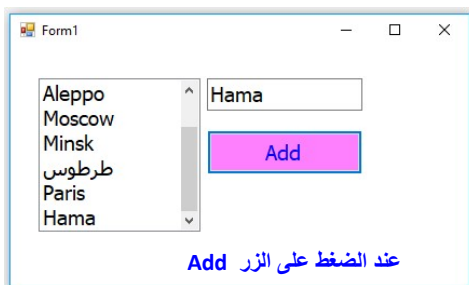 Form1
Aleppo
Moscow
Minsk
طرطوس
Paris
Hama
Hama
Add
عند الضغط على الزر Add